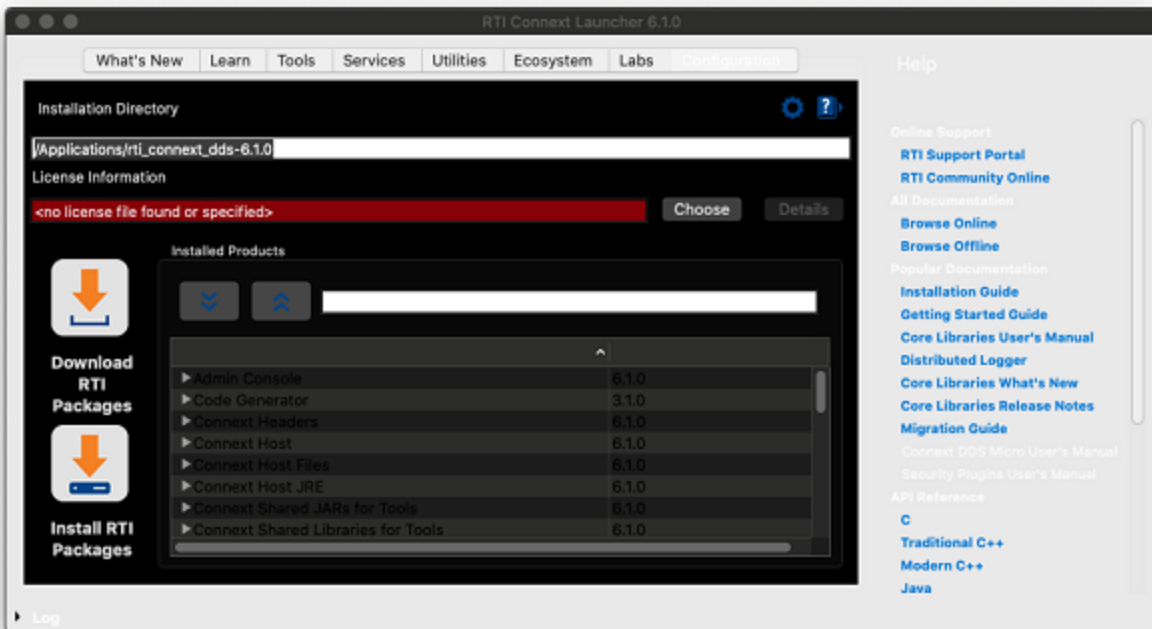 RTI Connext Launcher 6.1.0
What's New Learn Tools Services Utilities Ecosystem Labs Configuration
Help
Installation Directory
/Applications/rti_connext_dds-6.1.0
License Information
<no license file found or specified>
Choose Details
Installed Products
Download
RTI
Packages
Install RTI
Packages
Admin Console 6.1.0
Code Generator 3.1.0
Connext Headers 6.1.0
Connext Host 6.1.0
Connext Host Files 6.1.0
Connext Host JRE 6.1.0
Connext Shared JARs for Tools 6.1.0
Connext Shared Libraries for Tools 6.1.0
Online Support
RTI Support Portal
RTI Community Online
All Documentation
Browse Online
Browse Offline
Popular Documentation
Installation Guide
Getting Started Guide
Core Libraries User's Manual
Distributed Logger
Core Libraries What's New
Core Libraries Release Notes
Migration Guide
Connext DDS Micro User's Manual
Security Plugins User's Manual
API Reference
C
Traditional C++
Modern C++
Java
Log